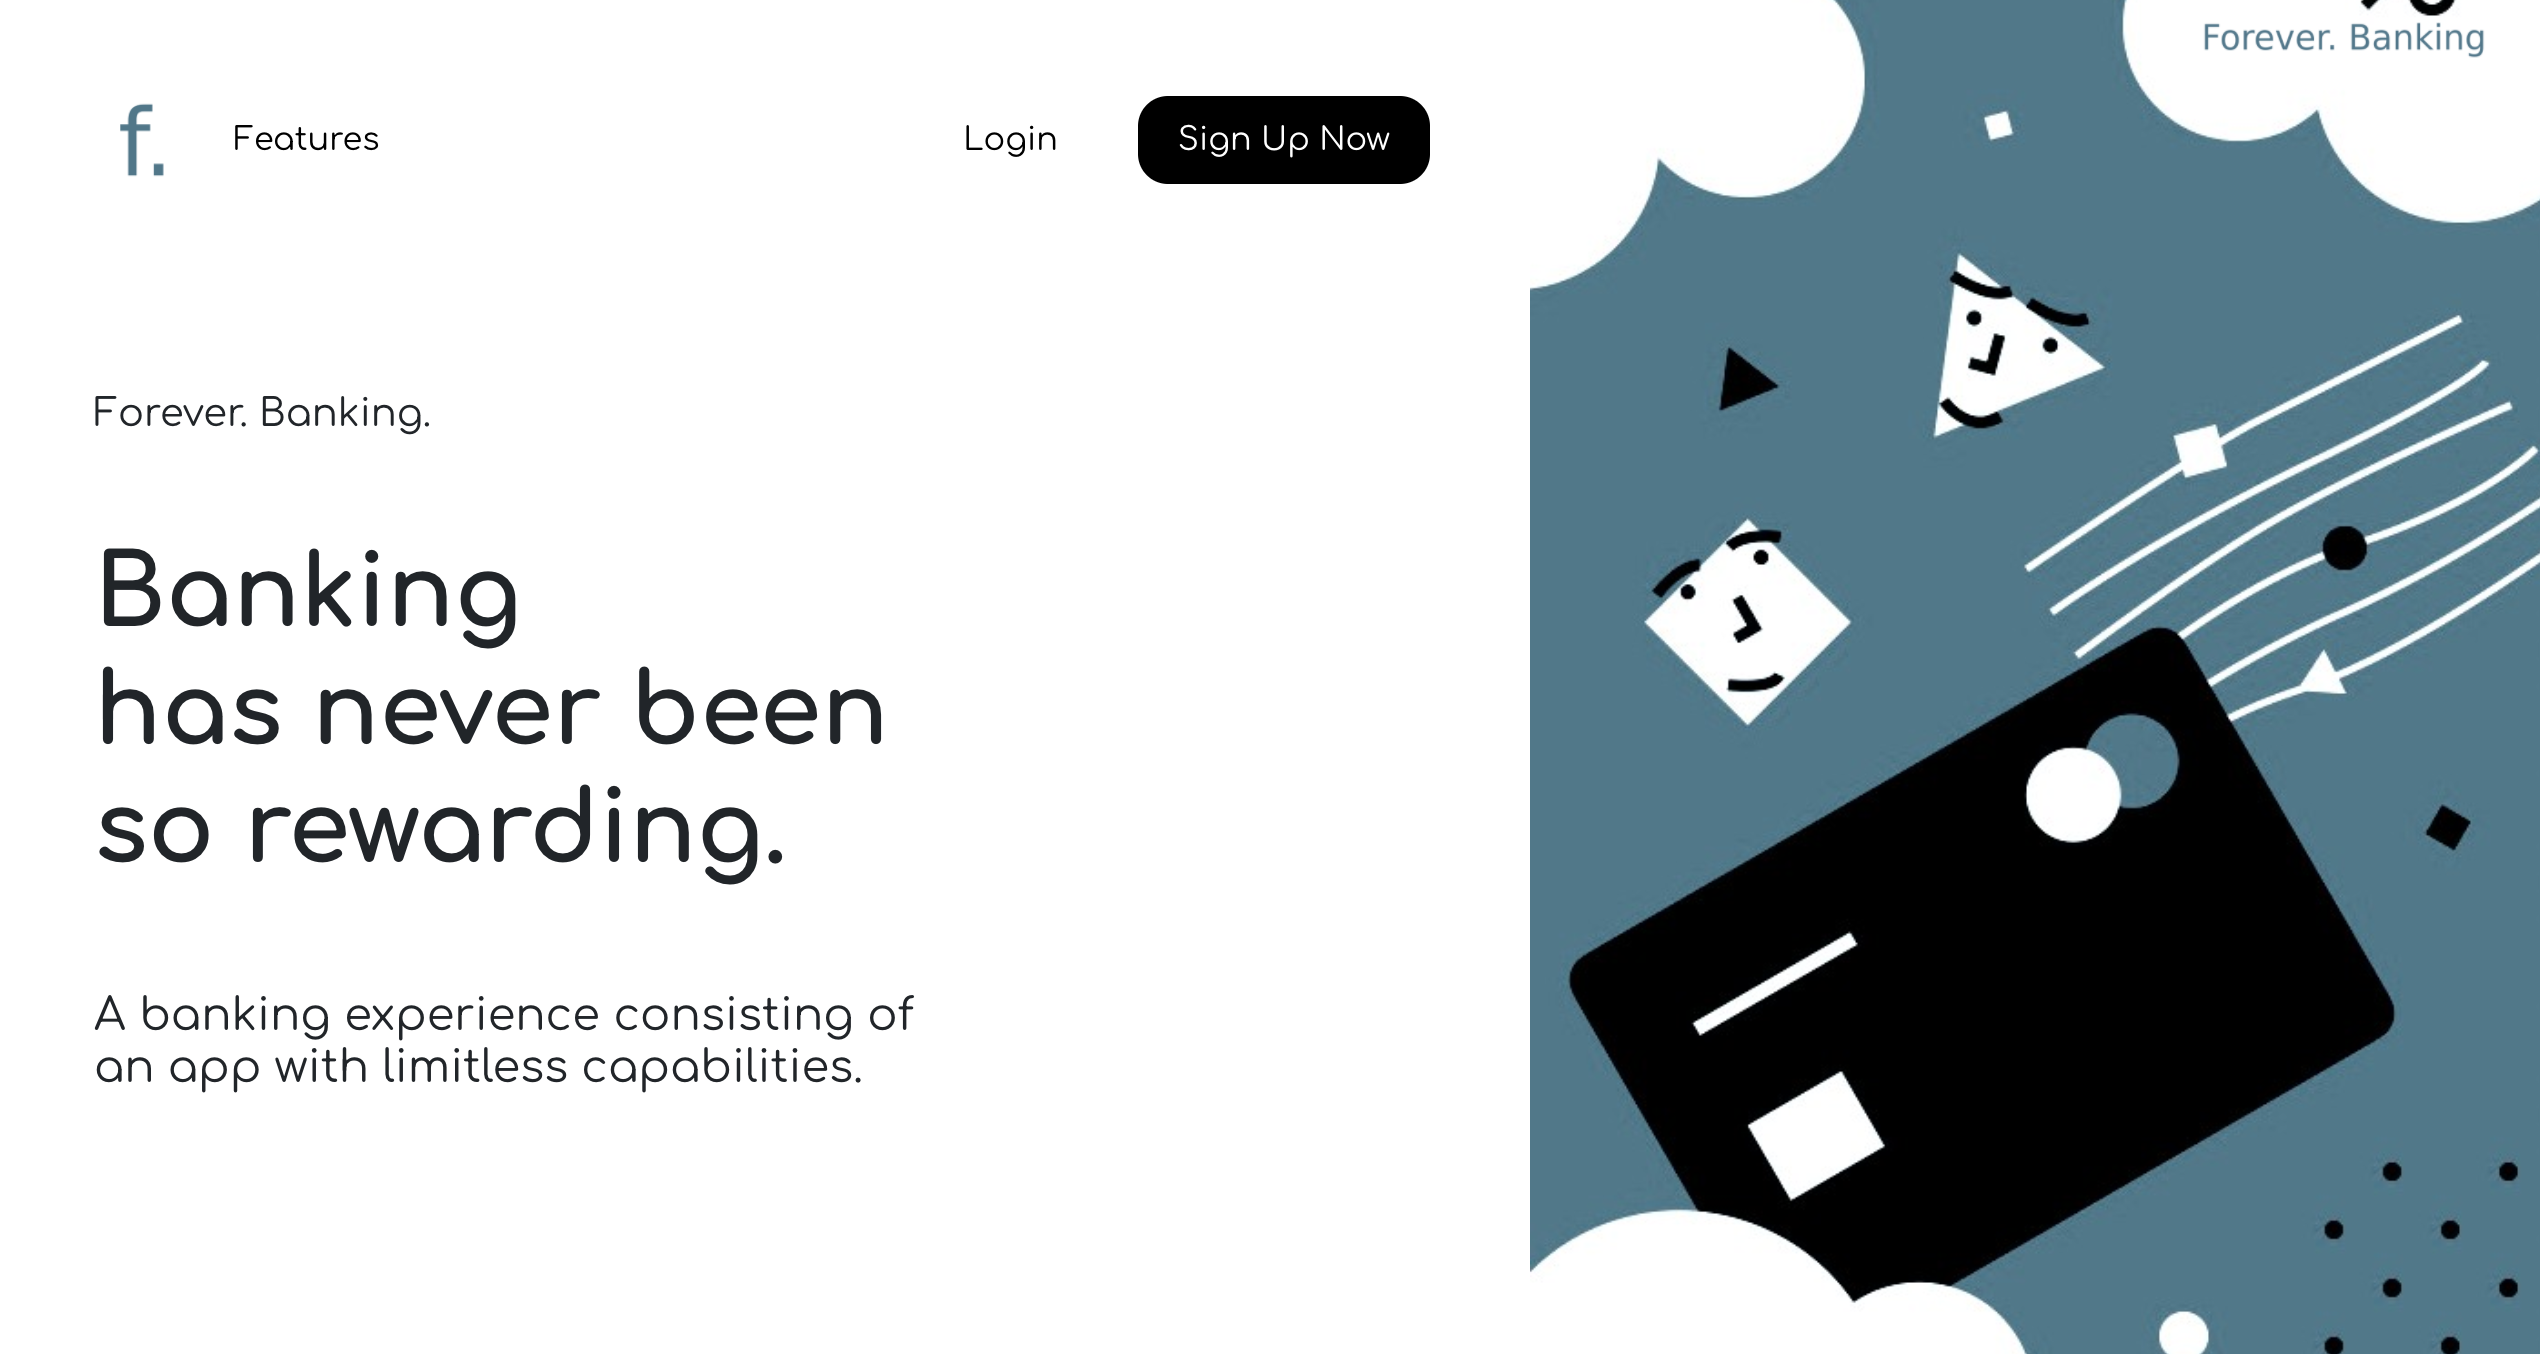 Forever. Banking
f.
Features
Login
Sign Up Now
Forever. Banking.
Banking
has never been
so rewarding.
A banking experience consisting of
an app with limitless capabilities.